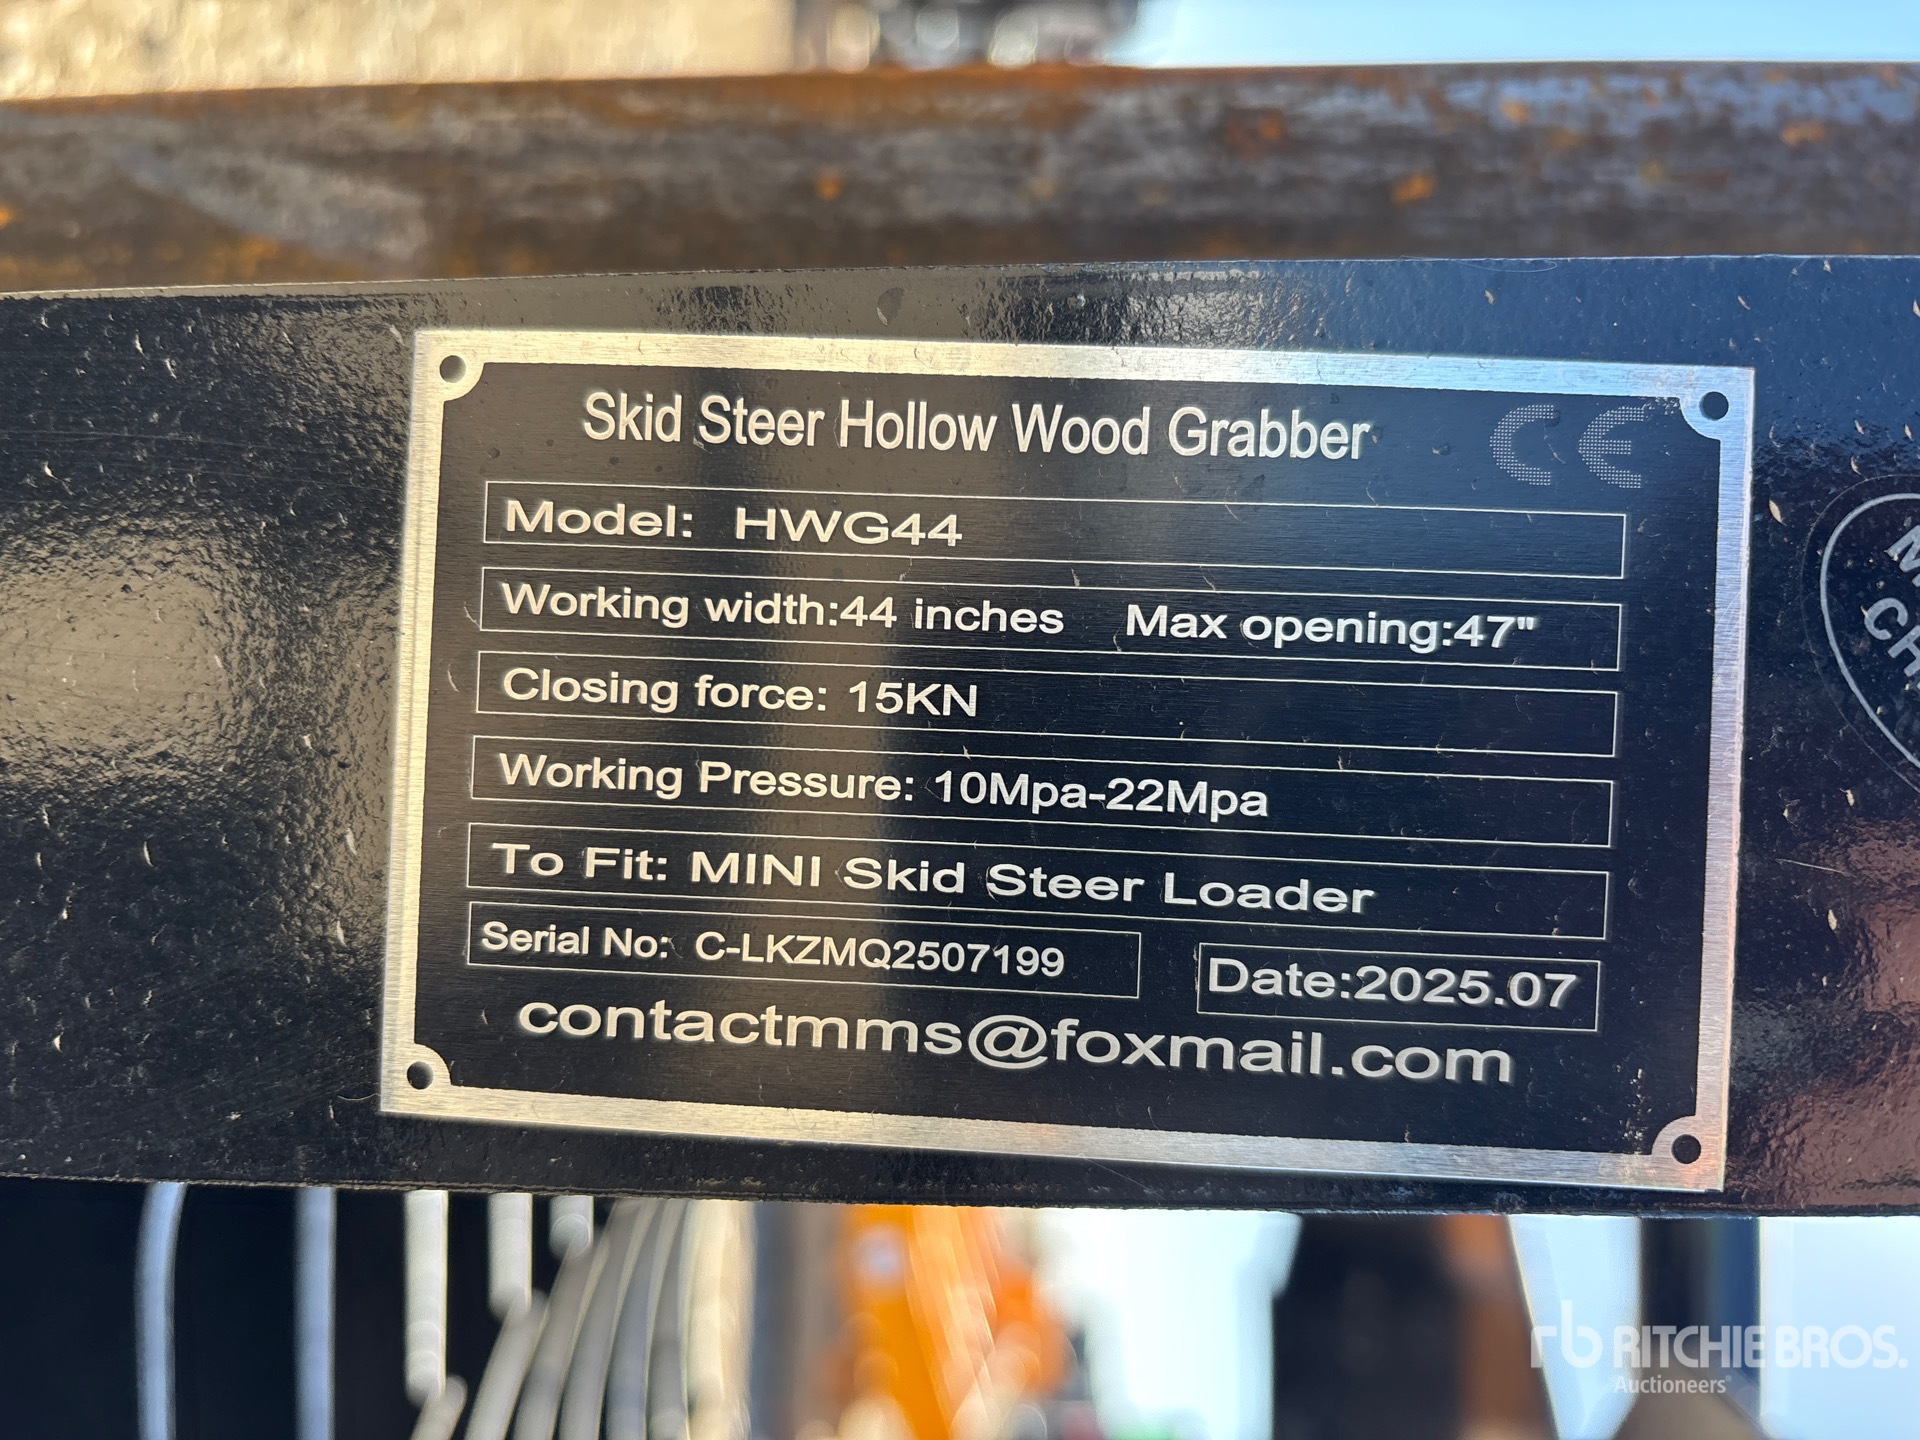 Skid Steer Hollow Wood Grabber CE
Model: HWG44
Working width:44 inches Max opening:47"
Closing force: 15KN
Working Pressure: 10Mpa-22Mpa
To Fit: MINI Skid Steer Loader
Serial No: C-LKZMQ2507199 Date:2025.07
contactmms@foxmail.com
rb RITCHIE BROS.
Auctioneers